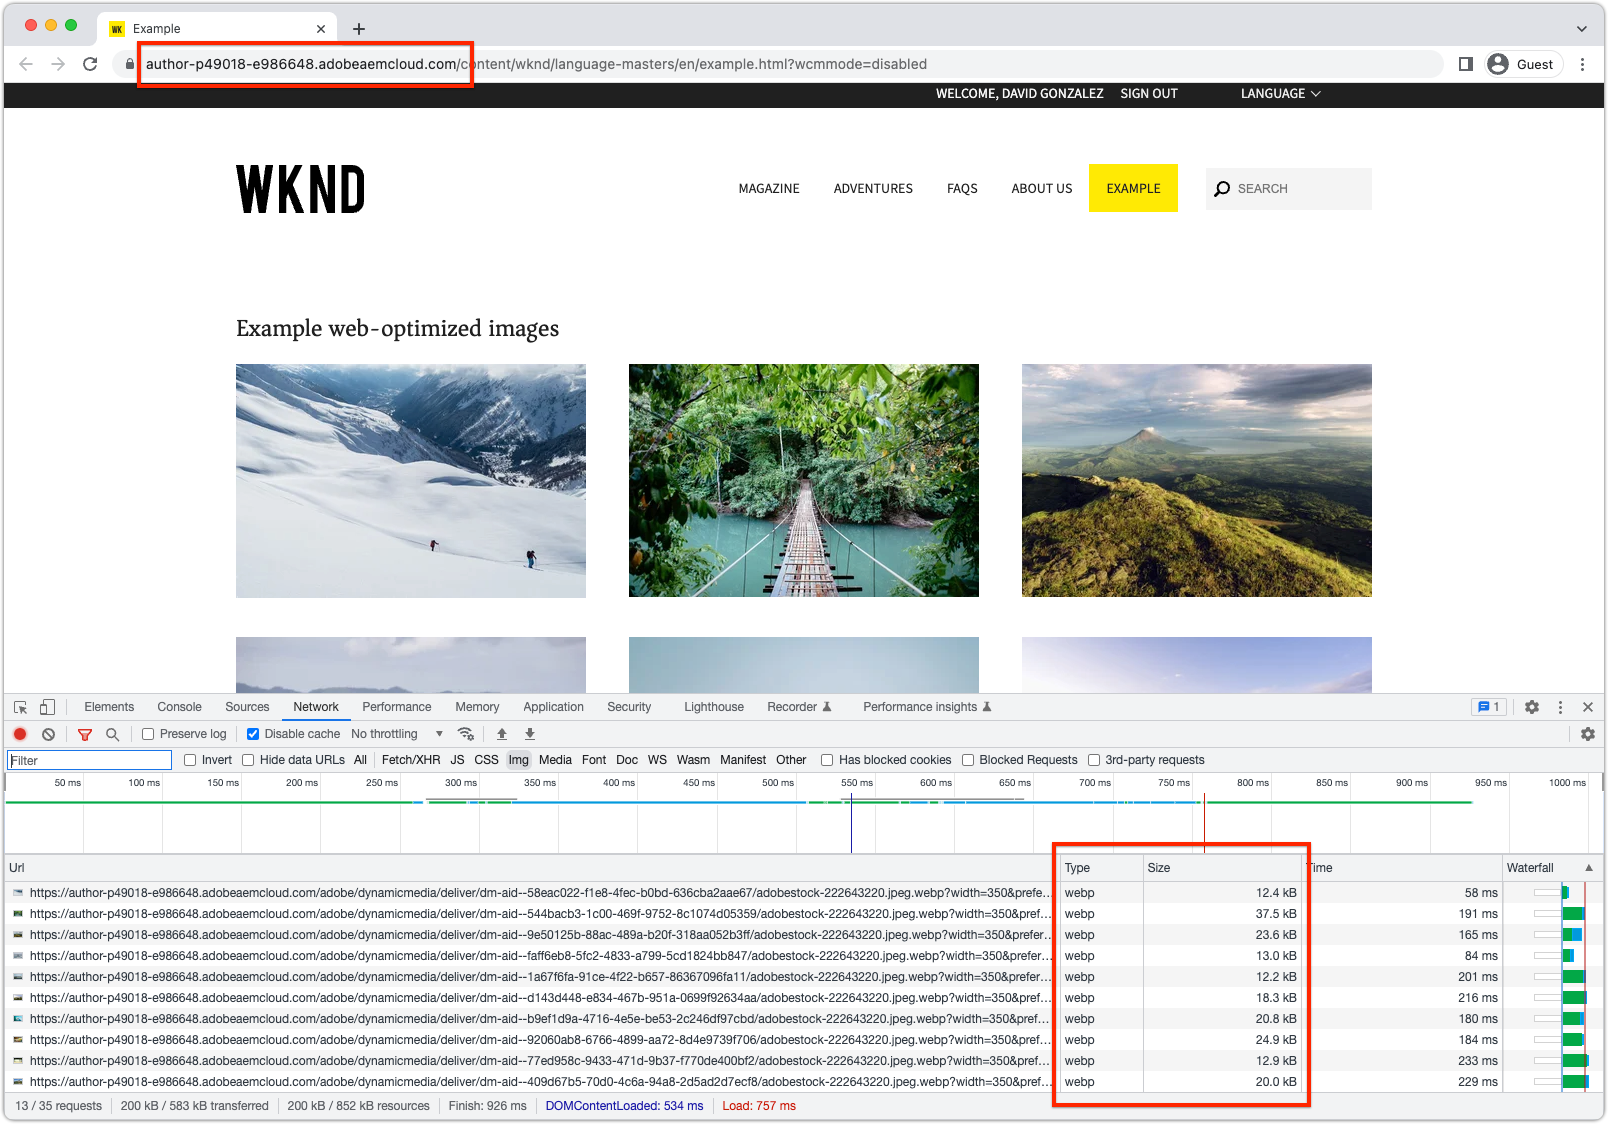 WK Example
author-p49018-e986648.adobeaemcloud.com/content/wknd/language-masters/en/example.html?wcmmode=disabled Guest
WELCOME, DAVID GONZALEZ SIGN OUT LANGUAGE
WKND MAGAZINE ADVENTURES FAQS ABOUT US EXAMPLE SEARCH
Example web-optimized images
Elements Console Sources Network Performance Memory Application Security Lighthouse Recorder Performance insights 1
Preserve log Disable cache No throttling
Filter Invert Hide data URLs All Fetch/XHR JS CSS Img Media Font Doc WS Wasm Manifest Other Has blocked cookies Blocked Requests 3rd-party requests
50 ms 100 ms 150 ms 200 ms 250 ms 300 ms 350 ms 400 ms 450 ms 500 ms 550 ms 600 ms 650 ms 700 ms 750 ms 800 ms 850 ms 900 ms 950 ms 1000 ms
Url Type Size Time Waterfall
https://author-p49018-e986648.adobeaemcloud.com/adobe/dynamicmedia/deliver/dm-aid--58eac022-f1e8-4fec-b0bd-636cba2aae67/adobestock-222643220.jpeg.webp?width=350&prefe... webp 12.4 kB 58 ms
https://author-p49018-e986648.adobeaemcloud.com/adobe/dynamicmedia/deliver/dm-aid--544bacb3-1c00-469f-9752-8c1074d05359/adobestock-222643220.jpeg.webp?width=350&pref... webp 37.5 kB 191 ms
https://author-p49018-e986648.adobeaemcloud.com/adobe/dynamicmedia/deliver/dm-aid--9e50125b-88ac-489a-b20f-318aa052b3ff/adobestock-222643220.jpeg.webp?width=350&prefer... webp 23.6 kB 165 ms
https://author-p49018-e986648.adobeaemcloud.com/adobe/dynamicmedia/deliver/dm-aid--faff6eb8-5fc2-4833-a799-5cd1824bb847/adobestock-222643220.jpeg.webp?width=350&prefer... webp 13.0 kB 84 ms
https://author-p49018-e986648.adobeaemcloud.com/adobe/dynamicmedia/deliver/dm-aid--1a67f6fa-91ce-4f22-b657-86367096fa11/adobestock-222643220.jpeg.webp?width=350&prefer... webp 12.2 kB 201 ms
https://author-p49018-e986648.adobeaemcloud.com/adobe/dynamicmedia/deliver/dm-aid--d143d448-e834-467b-951a-0699f92634aa/adobestock-222643220.jpeg.webp?width=350&prefe... webp 18.3 kB 216 ms
https://author-p49018-e986648.adobeaemcloud.com/adobe/dynamicmedia/deliver/dm-aid--b9ef1d9a-4716-4e5e-be53-2c246df97cbd/adobestock-222643220.jpeg.webp?width=350&pref... webp 20.8 kB 180 ms
https://author-p49018-e986648.adobeaemcloud.com/adobe/dynamicmedia/deliver/dm-aid--92060ab8-6766-4899-aa72-8d4e9739f706/adobestock-222643220.jpeg.webp?width=350&pref... webp 24.9 kB 184 ms
https://author-p49018-e986648.adobeaemcloud.com/adobe/dynamicmedia/deliver/dm-aid--77ed958c-9433-471d-9b37-f770de400bf2/adobestock-222643220.jpeg.webp?width=350&pref... webp 12.9 kB 233 ms
https://author-p49018-e986648.adobeaemcloud.com/adobe/dynamicmedia/deliver/dm-aid--409d67b5-70d0-4c6a-94a8-2d5ad2d7ecf8/adobestock-222643220.jpeg.webp?width=350&pref... webp 20.0 kB 229 ms
13 / 35 requests 200 kB / 583 kB transferred 200 kB / 852 kB resources Finish: 926 ms DOMContentLoaded: 534 ms Load: 757 ms